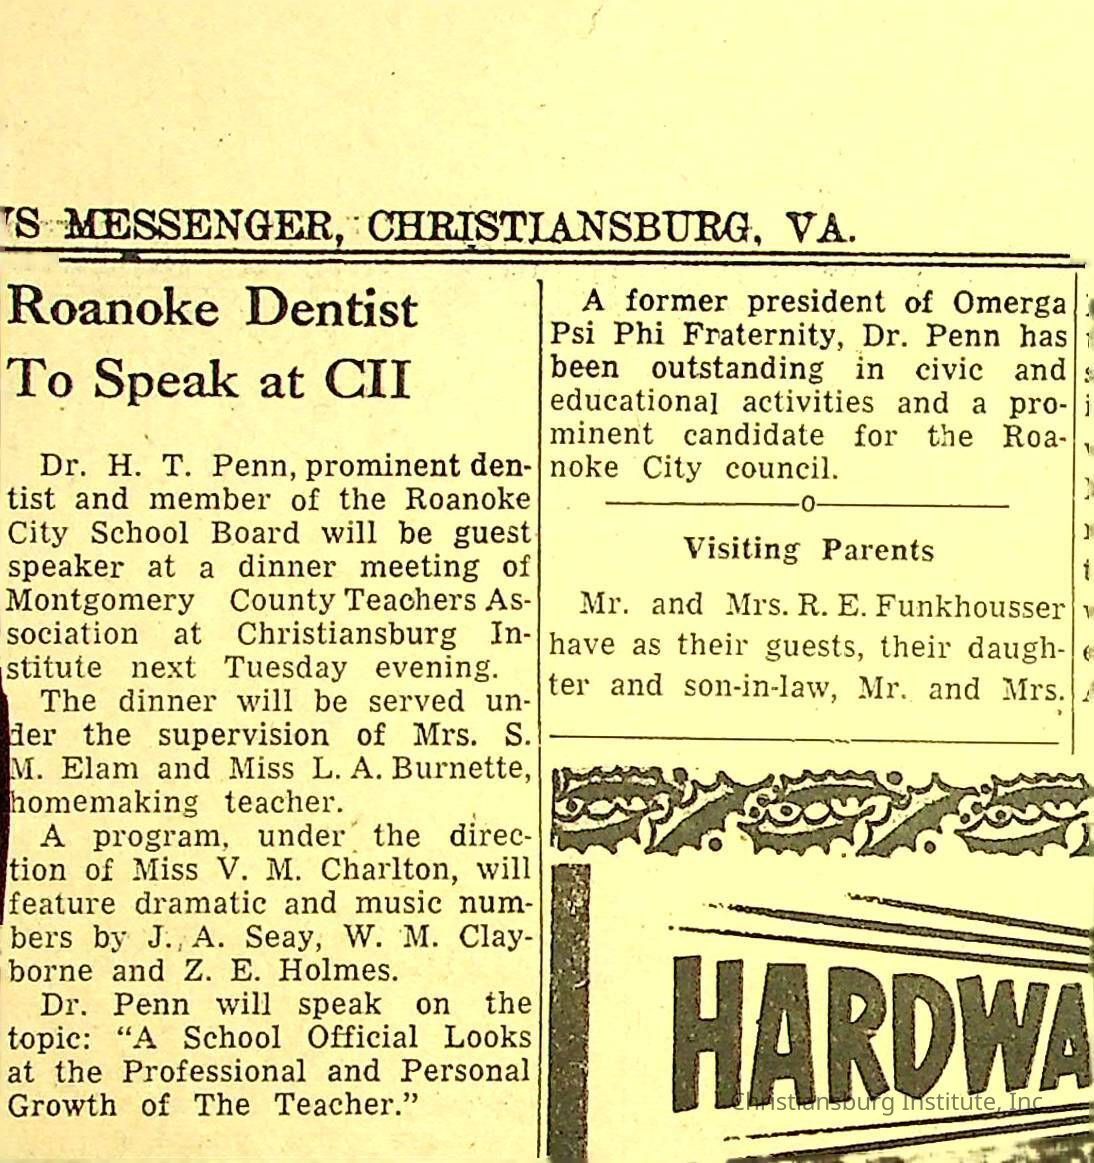 'S MESSENGER, CHRISTIANSBURG, VA.
Roanoke Dentist
To Speak at CII
Dr. H. T. Penn, prominent den-
tist and member of the Roanoke
City School Board will be guest
speaker at a dinner meeting of
Montgomery County Teachers As-
sociation at Christiansburg In-
stitute next Tuesday evening.
The dinner will be served un-
der the supervision of Mrs. S.
M. Elam and Miss L. A. Burnette,
homemaking teacher.
A program, under the direc-
tion of Miss V. M. Charlton, will
feature dramatic and music num-
bers by J. A. Seay, W. M. Clay-
borne and Z. E. Holmes.
Dr. Penn will speak on the
topic: “A School Official Looks
at the Professional and Personal
Growth of The Teacher.”
A former president of Omerga
Psi Phi Fraternity, Dr. Penn has
been outstanding in civic and
educational activities and a pro-
minent candidate for the Roa-
noke City council.
Visiting Parents
Mr. and Mrs. R. E. Funkhousser
have as their guests, their daugh-
ter and son-in-law, Mr. and Mrs.
HARDWA
Christiansburg Institute, Inc